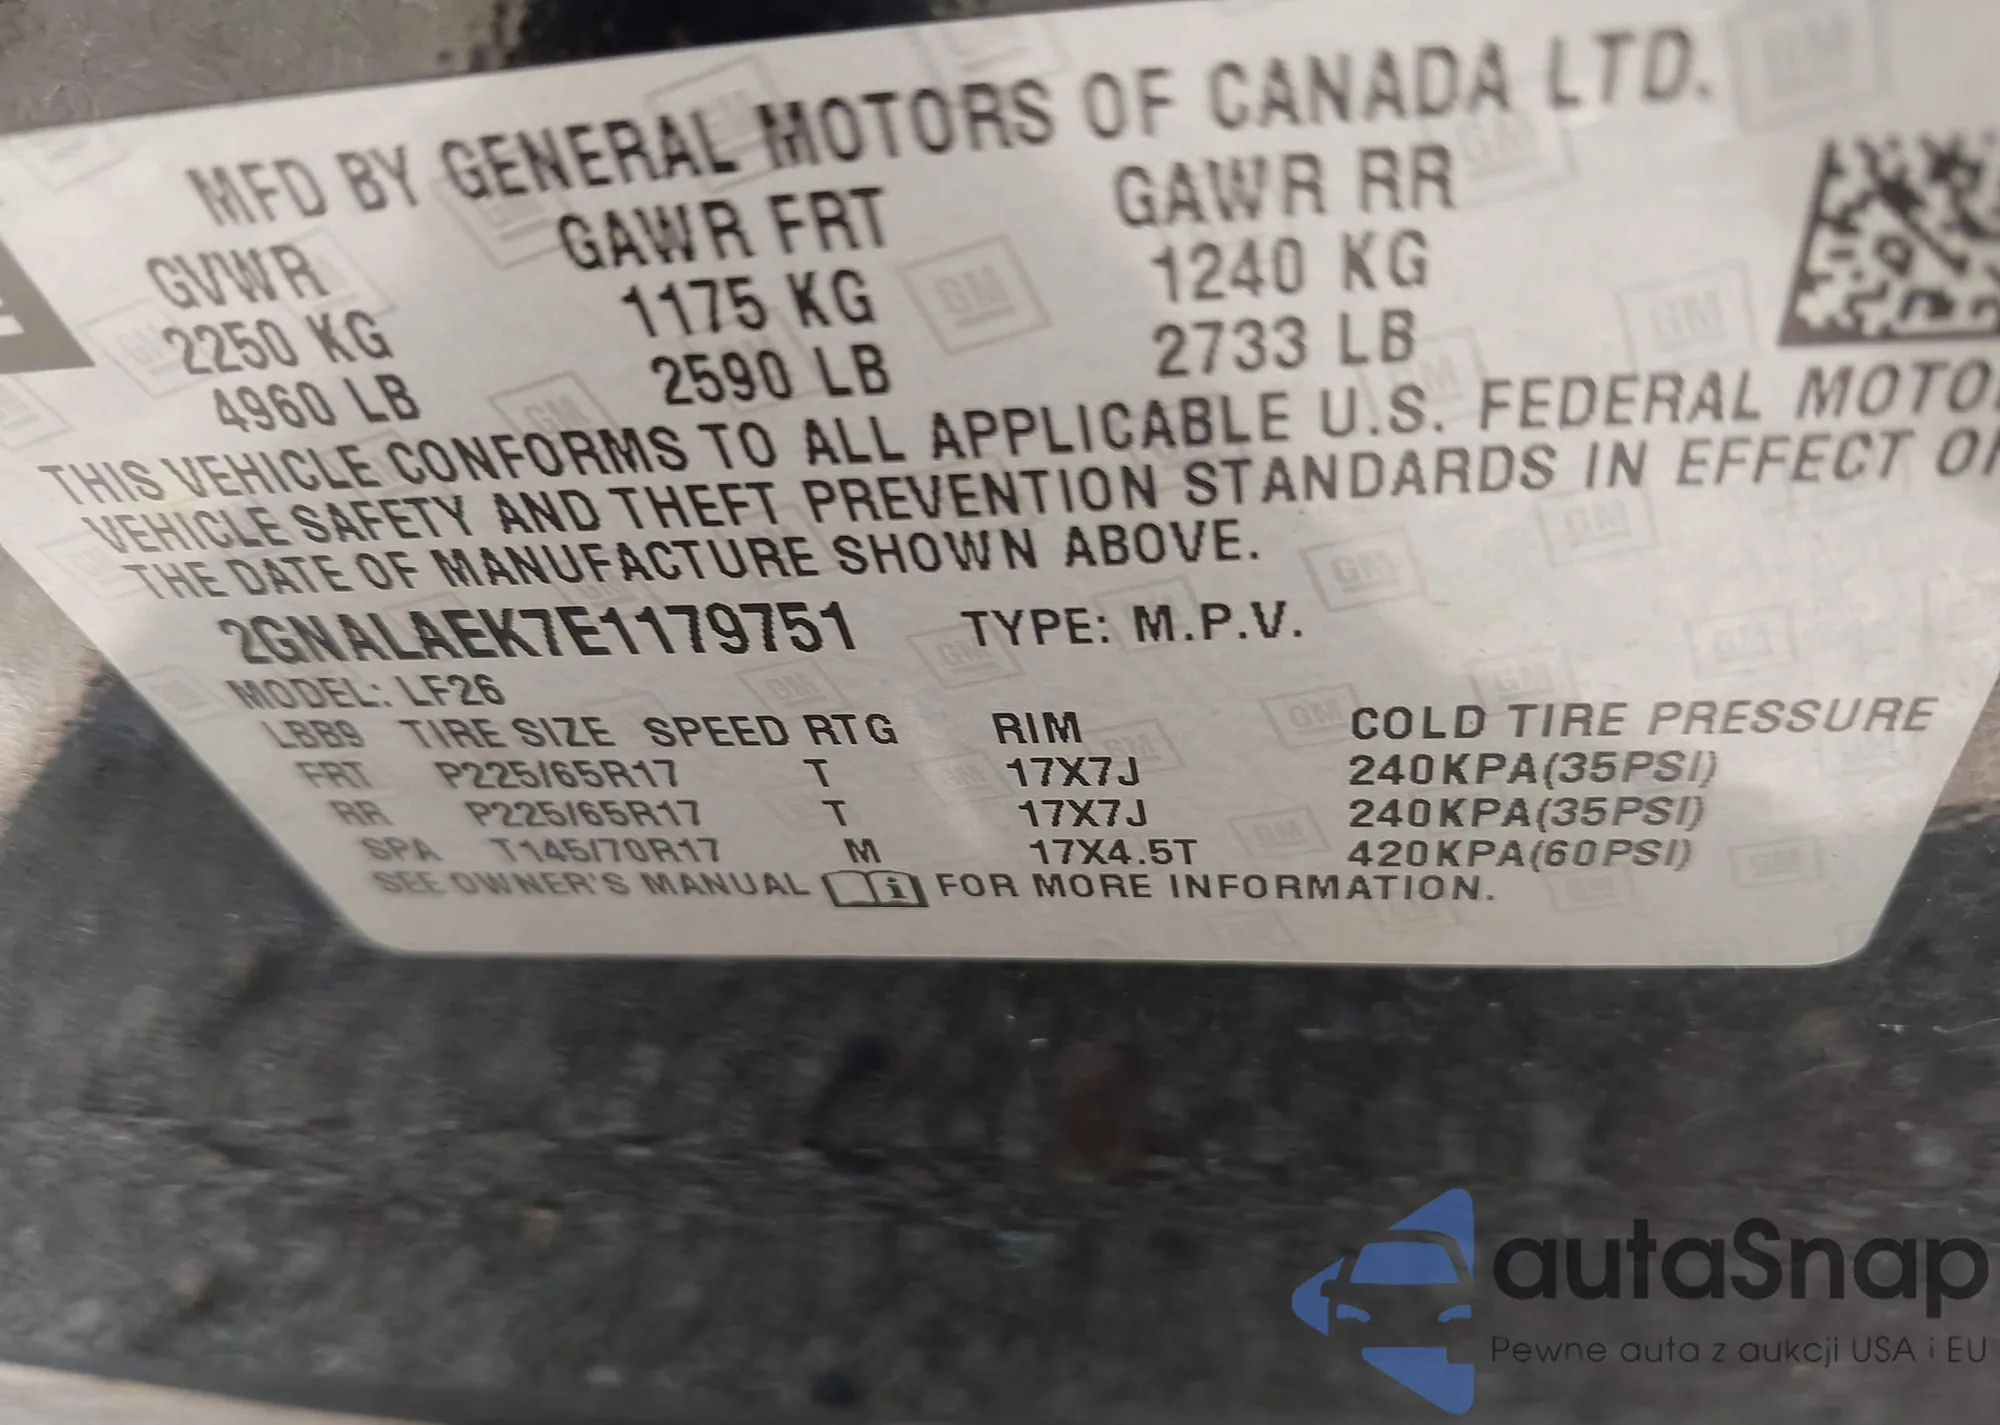 MFD BY GENERAL MOTORS OF CANADA LTD.
GVWR GAWR FRT GAWR RR
2250 KG 1175 KG 1240 KG
4960 LB 2590 LB 2733 LB
THIS VEHICLE CONFORMS TO ALL APPLICABLE U.S. FEDERAL MOTO
VEHICLE SAFETY AND THEFT PREVENTION STANDARDS IN EFFECT ON
THE DATE OF MANUFACTURE SHOWN ABOVE.
2GNALAEK7E1179751 TYPE: M.P.V.
MODEL: LF26
LBB9 TIRE SIZE SPEED RTG RIM COLD TIRE PRESSURE
FRT P225/65R17 T 17X7J 240KPA(35PSI)
RR P225/65R17 T 17X7J 240KPA(35PSI)
SPA T145/70R17 M 17X4.5T 420KPA(60PSI)
SEE OWNER'S MANUAL i FOR MORE INFORMATION.
autaSnap
Pewne auta z aukcji USA i EU